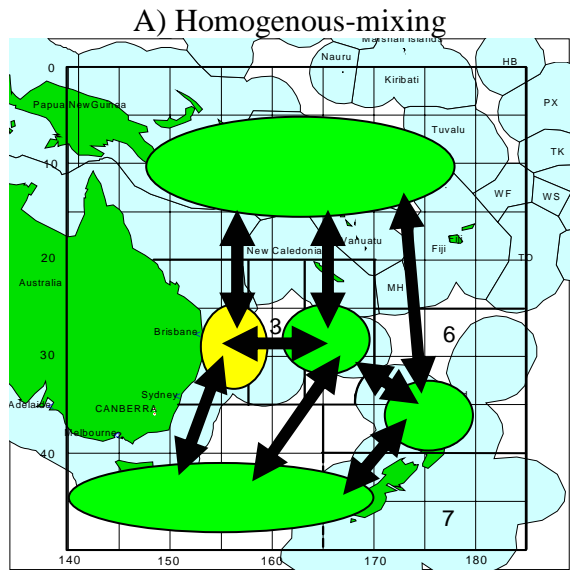 A) Homogenous-mixing
Marshall Islands
Nauru
HB
0
Kiribati
Papua New Guinea
PX
Tuvalu
TK
10
WF
WS
20
New Caledonia
Vanuatu
Fiji
TO
Australia
MH
Brisbane
3
6
30
Sydney
Adelaide
CANBERRA
Melbourne
40
7
140
150
160
170
180